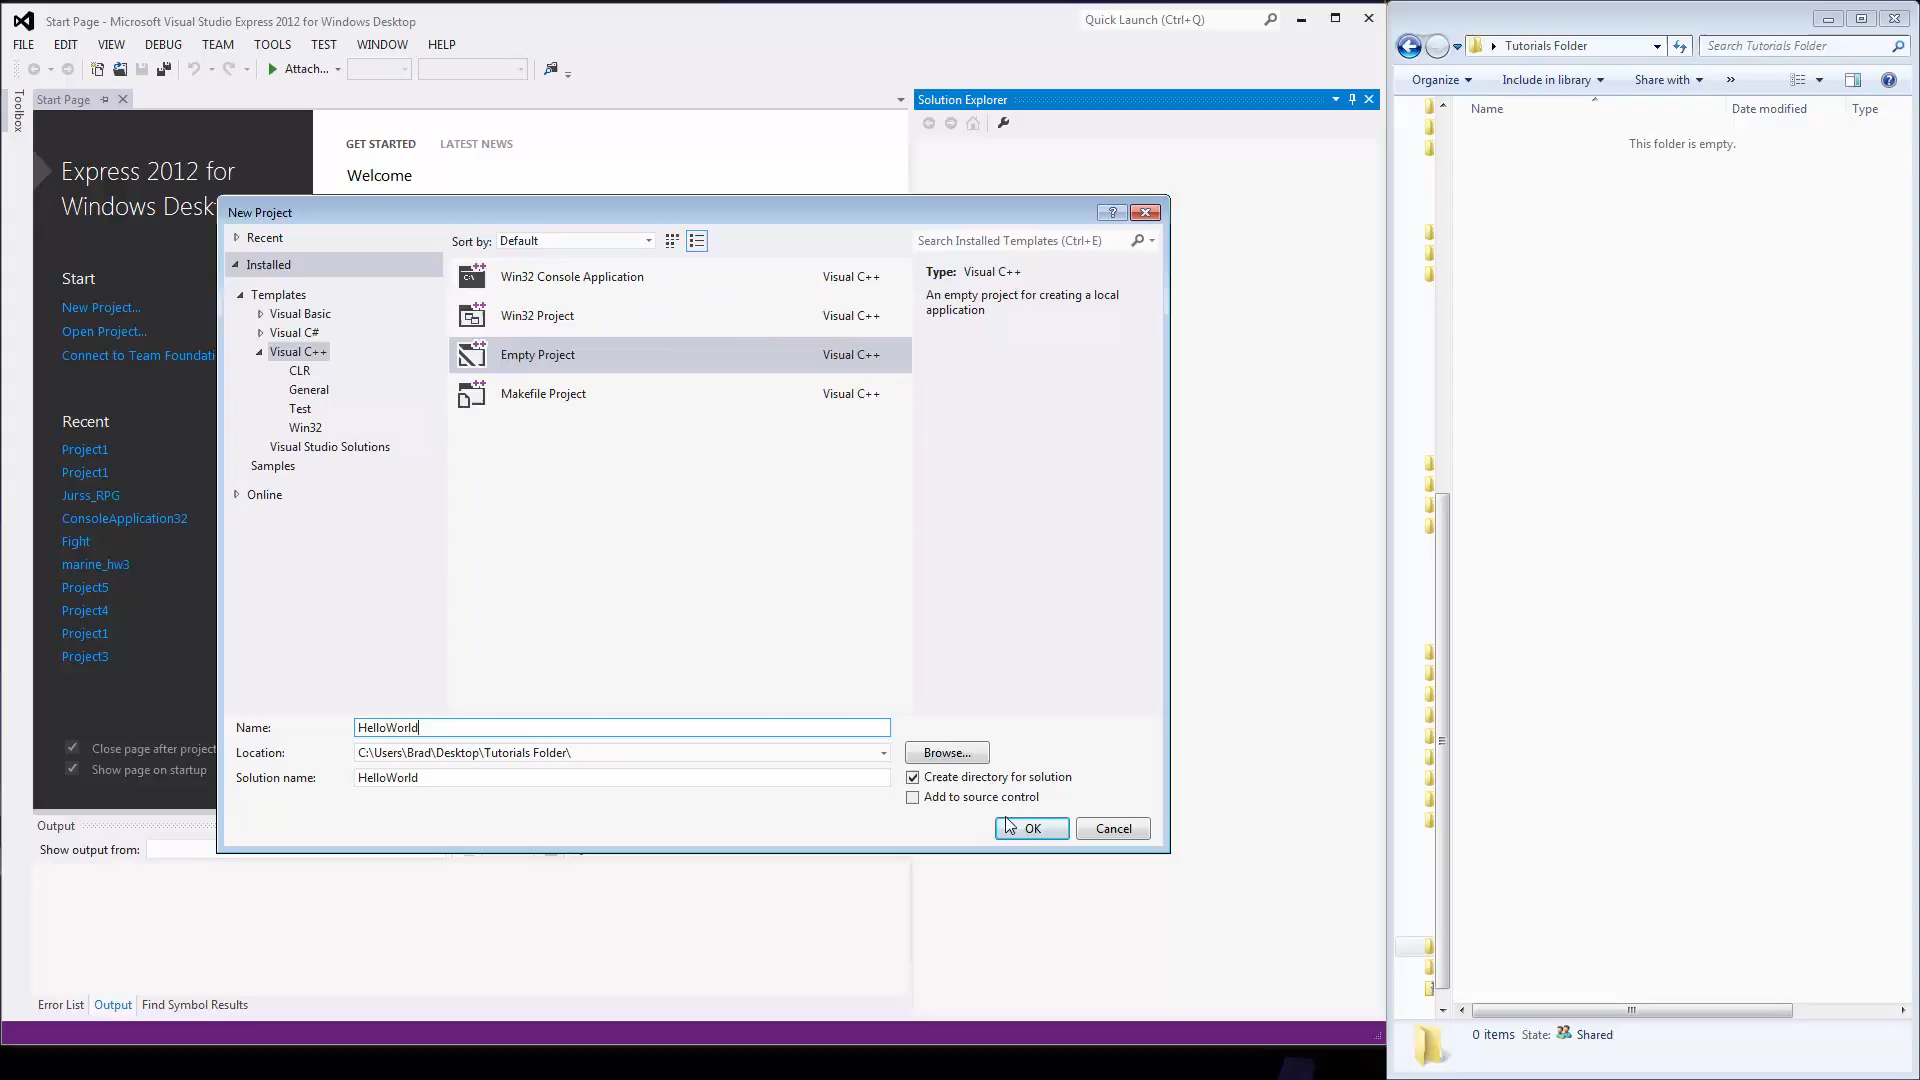 Start Page - Microsoft Visual Studio Express 2012 for Windows Desktop
Quick Launch (Ctrl+Q)
FILE EDIT VIEW DEBUG TEAM TOOLS TEST WINDOW HELP
Attach...
Toolbox
Start Page
Express 2012 for
Windows Desk
Start
New Project...
Open Project...
Connect to Team Foundati
Recent
Project1
Project1
Jurss_RPG
ConsoleApplication32
Fight
marine_hw3
Project5
Project4
Project1
Project3
Close page after project
Show page on startup
GET STARTED LATEST NEWS
Welcome
Solution Explorer
New Project
Recent
Installed
Templates
Visual Basic
Visual C#
Visual C++
CLR
General
Test
Win32
Visual Studio Solutions
Samples
Online
Sort by: Default
Search Installed Templates (Ctrl+E)
Win32 Console Application Visual C++
Win32 Project Visual C++
Empty Project Visual C++
Makefile Project Visual C++
Type: Visual C++
An empty project for creating a local
application
Name: HelloWorld
Location: C:\Users\Brad\Desktop\Tutorials Folder\
Browse...
Solution name: HelloWorld
Create directory for solution
Add to source control
OK Cancel
Output
Show output from:
Error List Output Find Symbol Results
Tutorials Folder
Search Tutorials Folder
Organize Include in library Share with »
Name Date modified Type
This folder is empty.
0 items State: Shared